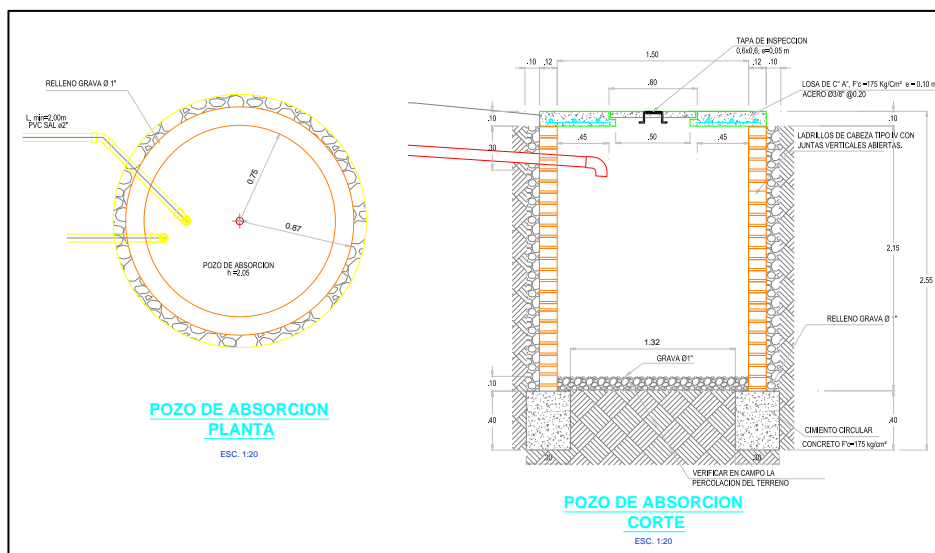 RELLENO GRAVA Ø 1"
L. min=2,00m
PVC SAL ø2"
0.75
0.87
POZO DE ABSORCION
h =2.05
POZO DE ABSORCION
PLANTA
ESC. 1:20
TAPA DE INSPECCION
0,6x0,6, e=0,05 m
1.50
.10
.12
.12
.10
.60
LOSA DE C° A°, F'c =175 Kg/Cm² e = 0.10 m
ACERO Ø3/8" @0.20
.10
.10
.30
.45
.50
.45
LADRILLOS DE CABEZA TIPO IV CON
JUNTAS VERTICALES ABIERTAS.
2.15
2.55
RELLENO GRAVA Ø 1"
1.32
GRAVA Ø1"
.10
.40
.40
CIMIENTO CIRCULAR
CONCRETO F'c=175 kg/cm²
.30
.30
VERIFICAR EN CAMPO LA
PERCOLACION DEL TERRENO
POZO DE ABSORCION
CORTE
ESC. 1:20